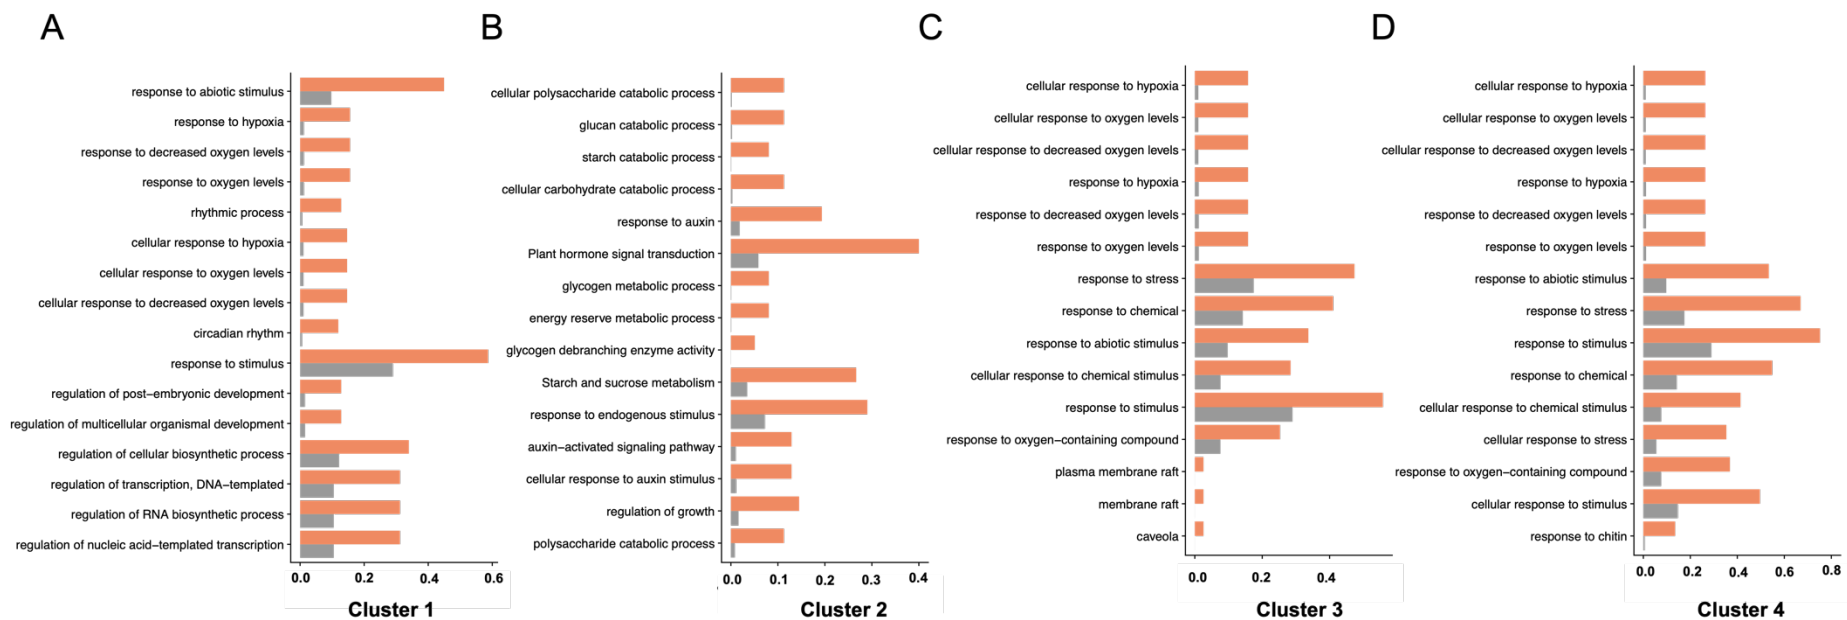 A
response to abiotic stimulus
response to hypoxia
response to decreased oxygen levels
response to oxygen levels
rhythmic process
cellular response to hypoxia
cellular response to oxygen levels
cellular response to decreased oxygen levels
circadian rhythm
response to stimulus
regulation of post−embryonic development
regulation of multicellular organismal development
regulation of cellular biosynthetic process
regulation of transcription, DNA−templated
regulation of RNA biosynthetic process
regulation of nucleic acid−templated transcription
0.0 0.2 0.4 0.6
Cluster 1
B
cellular polysaccharide catabolic process
glucan catabolic process
starch catabolic process
cellular carbohydrate catabolic process
response to auxin
Plant hormone signal transduction
glycogen metabolic process
energy reserve metabolic process
glycogen debranching enzyme activity
Starch and sucrose metabolism
response to endogenous stimulus
auxin−activated signaling pathway
cellular response to auxin stimulus
regulation of growth
polysaccharide catabolic process
0.0 0.1 0.2 0.3 0.4
Cluster 2
C
cellular response to hypoxia
cellular response to oxygen levels
cellular response to decreased oxygen levels
response to hypoxia
response to decreased oxygen levels
response to oxygen levels
response to stress
response to chemical
response to abiotic stimulus
cellular response to chemical stimulus
response to stimulus
response to oxygen−containing compound
plasma membrane raft
membrane raft
caveola
0.0 0.2 0.4
Cluster 3
D
cellular response to hypoxia
cellular response to oxygen levels
cellular response to decreased oxygen levels
response to hypoxia
response to decreased oxygen levels
response to oxygen levels
response to abiotic stimulus
response to stress
response to stimulus
response to chemical
cellular response to chemical stimulus
cellular response to stress
response to oxygen−containing compound
cellular response to stimulus
response to chitin
0.0 0.2 0.4 0.6 0.8
Cluster 4